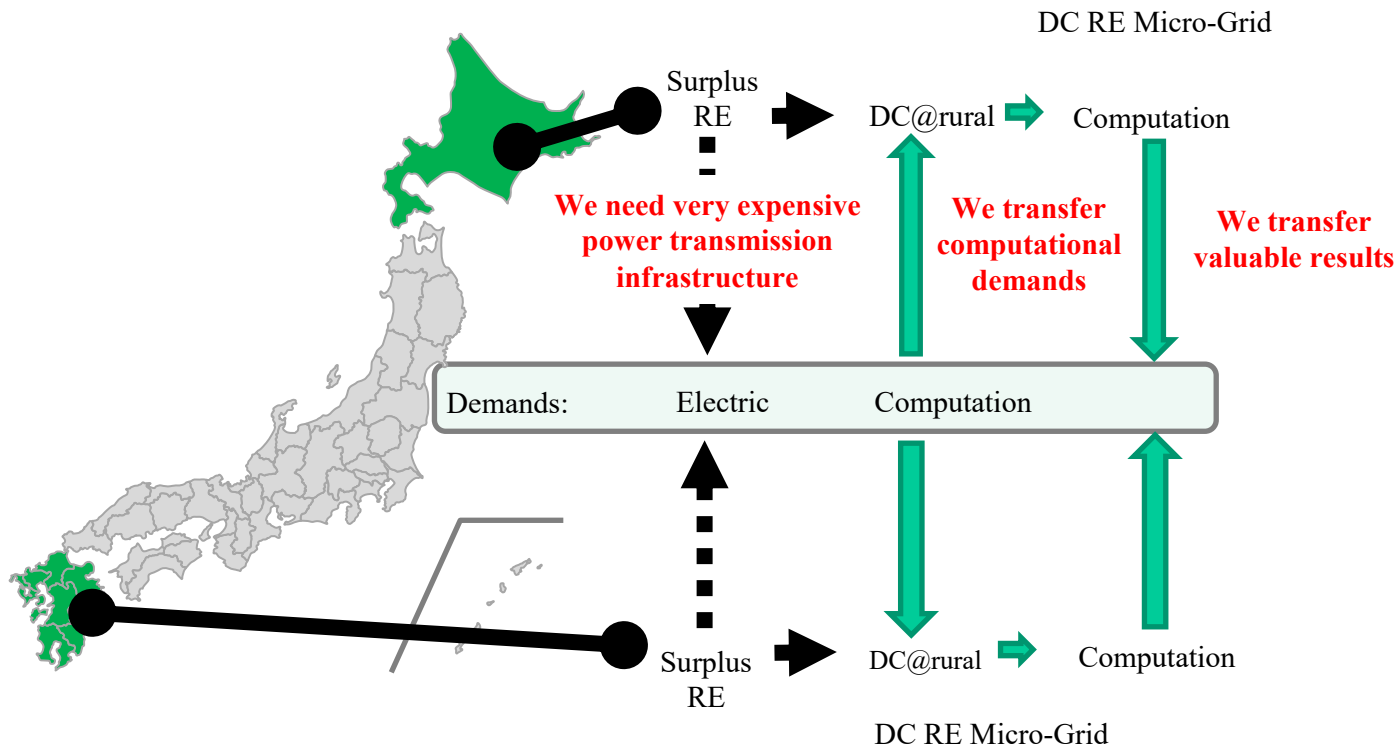 DC RE Micro-Grid
Surplus
RE
DC@rural
Computation
We need very expensive
power transmission
infrastructure
We transfer
computational
demands
We transfer
valuable results
Demands:
Electric
Computation
Surplus
RE
DC@rural
Computation
DC RE Micro-Grid